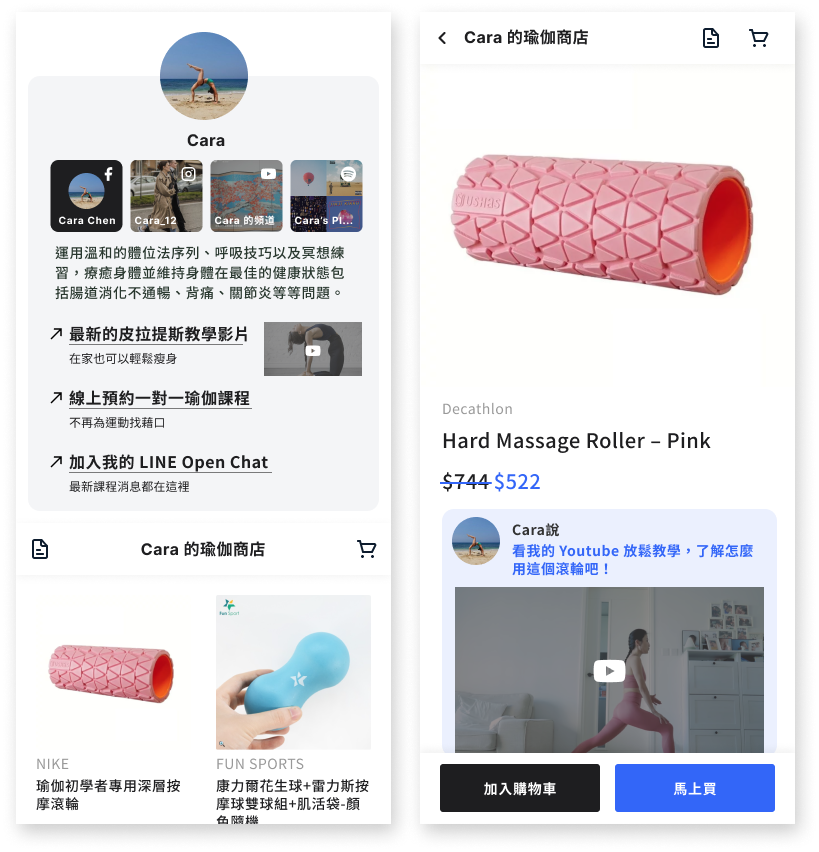 Cara
Cara Chen
Cara_12
Cara 的頻道
Cara's Pl...
運用溫和的體位法序列、呼吸技巧以及冥想練
習，療癒身體並維持身體在最佳的健康狀態包
括腸道消化不通暢、背痛、關節炎等等問題。
最新的皮拉提斯教學影片
在家也可以輕鬆瘦身
線上預約一對一瑜伽課程
不再為運動找藉口
加入我的 LINE Open Chat
最新課程消息都在這裡
Cara 的瑜伽商店
Fun Sport
NIKE
瑜伽初學者專用深層按
摩滾輪
FUN SPORTS
康力爾花生球+雷力斯按
摩球雙球組+肌活袋-顏
色隨機
Cara 的瑜伽商店
Decathlon
Hard Massage Roller – Pink
$744 $522
Cara說
看我的 Youtube 放鬆教學，了解怎麼
用這個滾輪吧！
加入購物車
馬上買